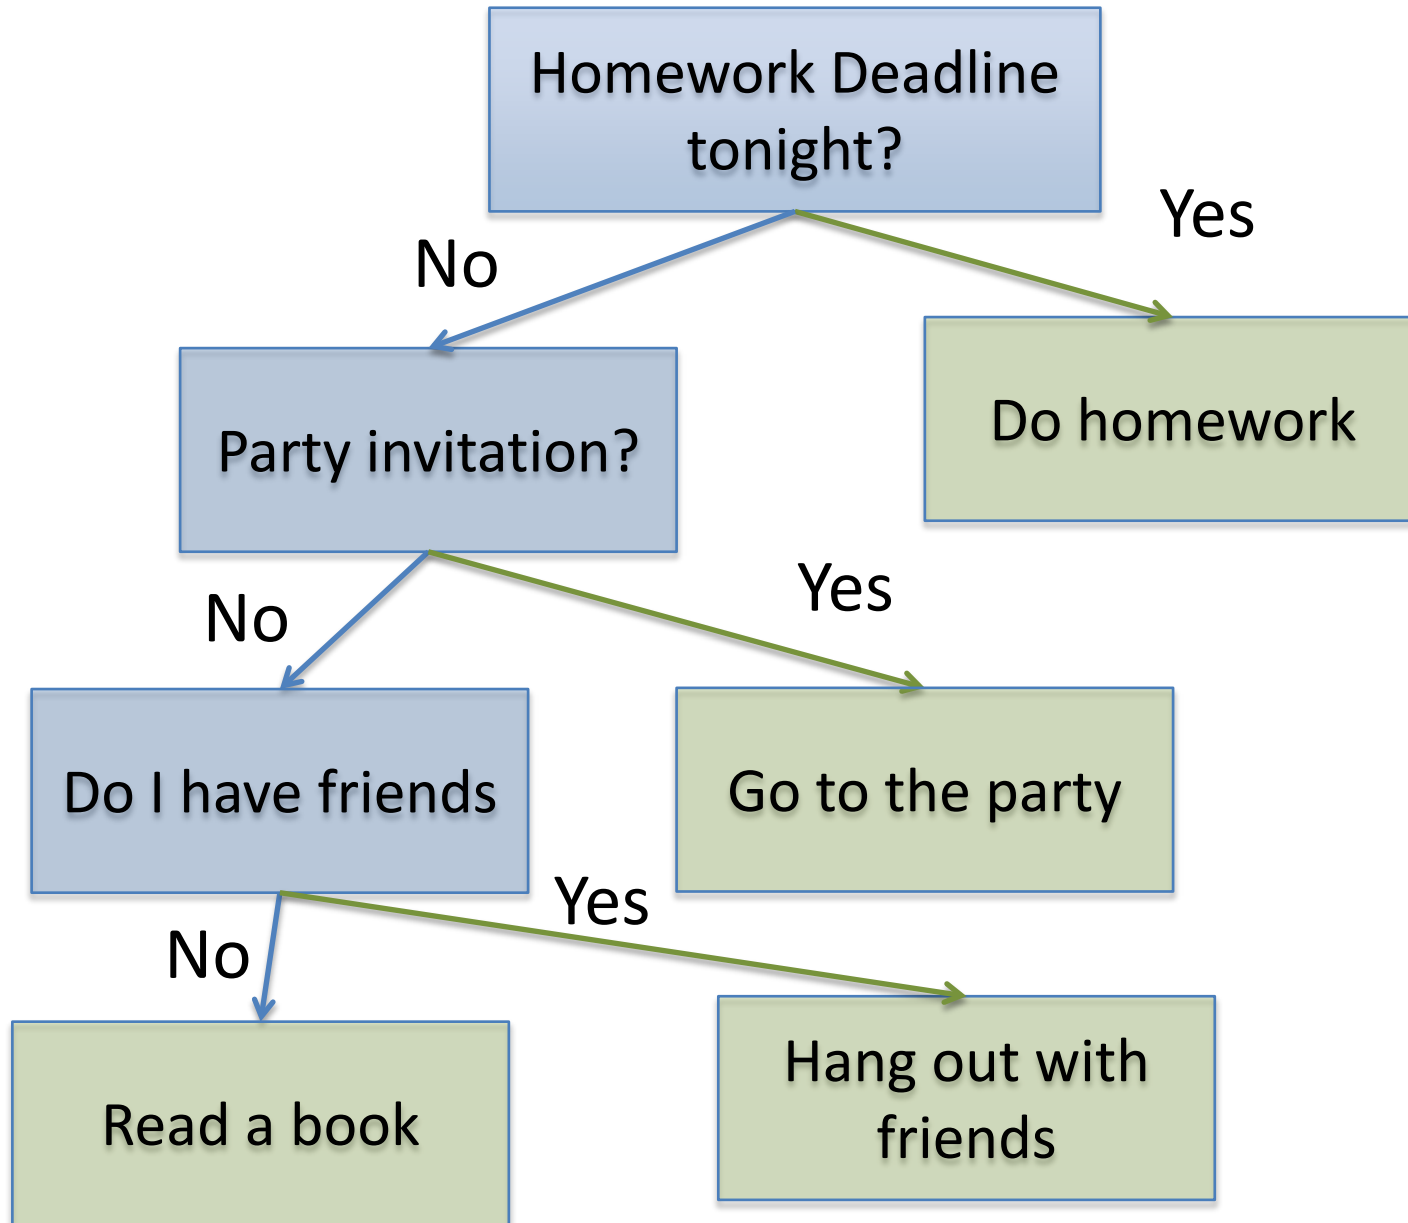 Homework Deadline
tonight?
Yes
No
Do homework
Party invitation?
Yes
No
Do I have friends
Go to the party
Yes
No
Hang out with
friends
Read a book